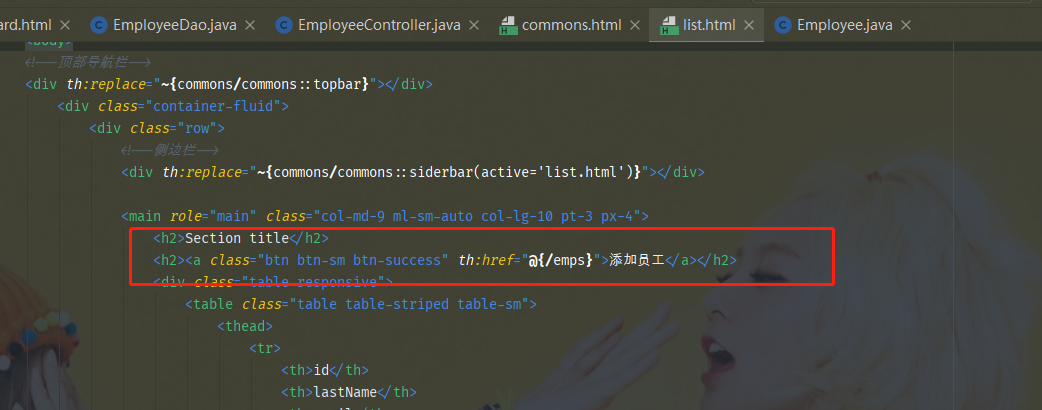 ard.html × EmployeeDao.java × EmployeeController.java × commons.html × list.html × Employee.java ×
<body>
<!--顶部导航栏-->
<div th:replace="~{commons/commons::topbar}"></div>
<div class="container-fluid">
<div class="row">
<!--侧边栏-->
<div th:replace="~{commons/commons::siderbar(active='list.html')}"></div>
<main role="main" class="col-md-9 ml-sm-auto col-lg-10 pt-3 px-4">
<h2>Section title</h2>
<h2><a class="btn btn-sm btn-success" th:href="@{/emps}">添加员工</a></h2>
<div class="table-responsive">
<table class="table table-striped table-sm">
<thead>
<tr>
<th>id</th>
<th>lastName</th>